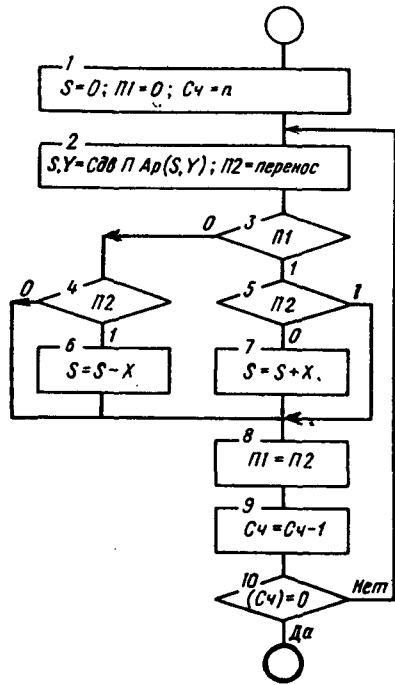 1
S=0; П1=0; Сч=n
2
S,Y=Сдв П Ар(S,Y); П2=перенос
0
3
П1
1
0
4
П2
1
5
П2
1
0
6
S=S-X
7
S=S+X
8
П1=П2
9
Сч=Сч-1
10
(Сч)=0
Нет
Да